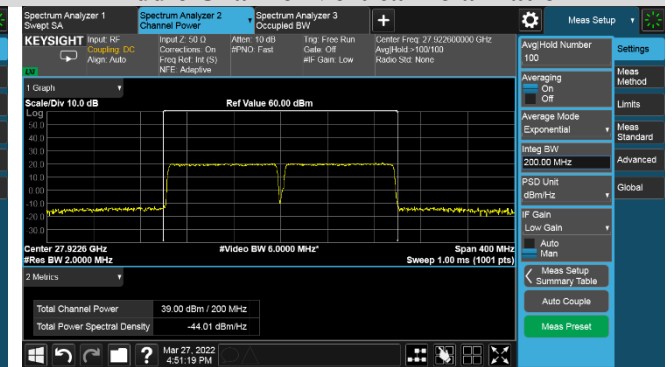 Spectrum Analyzer 1
Swept SA
Spectrum Analyzer 2
Channel Power
Spectrum Analyzer 3
Occupied BW
Meas Setup
KEYSIGHT
Input: RF
Coupling: DC
Align: Auto
Input Z: 50 Ω
Corrections: On
Freq Ref: Int (S)
NFE: Adaptive
Atten: 10 dB
#PNO: Fast
Trig: Free Run
Gate: Off
#IF Gain: Low
Center Freq: 27.922600000 GHz
Avg|Hold:>100/100
Radio Std: None
1 Graph
Scale/Div 10.0 dB
Ref Value 60.00 dBm
Log
50.0
40.0
30.0
20.0
10.0
0.00
-10.0
-20.0
-30.0
Center 27.9226 GHz
#Res BW 2.0000 MHz
#Video BW 6.0000 MHz*
Span 400 MHz
Sweep 1.00 ms (1001 pts)
2 Metrics
Total Channel Power 39.00 dBm / 200 MHz
Total Power Spectral Density -44.01 dBm/Hz
Mar 27, 2022
4:51:19 PM
Avg|Hold Number
100
Averaging
On
Off
Average Mode
Exponential
Integ BW
200.00 MHz
PSD Unit
dBm/Hz
IF Gain
Low Gain
Auto
Man
Meas Setup
Summary Table
Auto Couple
Meas Preset
Settings
Meas
Method
Limits
Meas
Standard
Advanced
Global